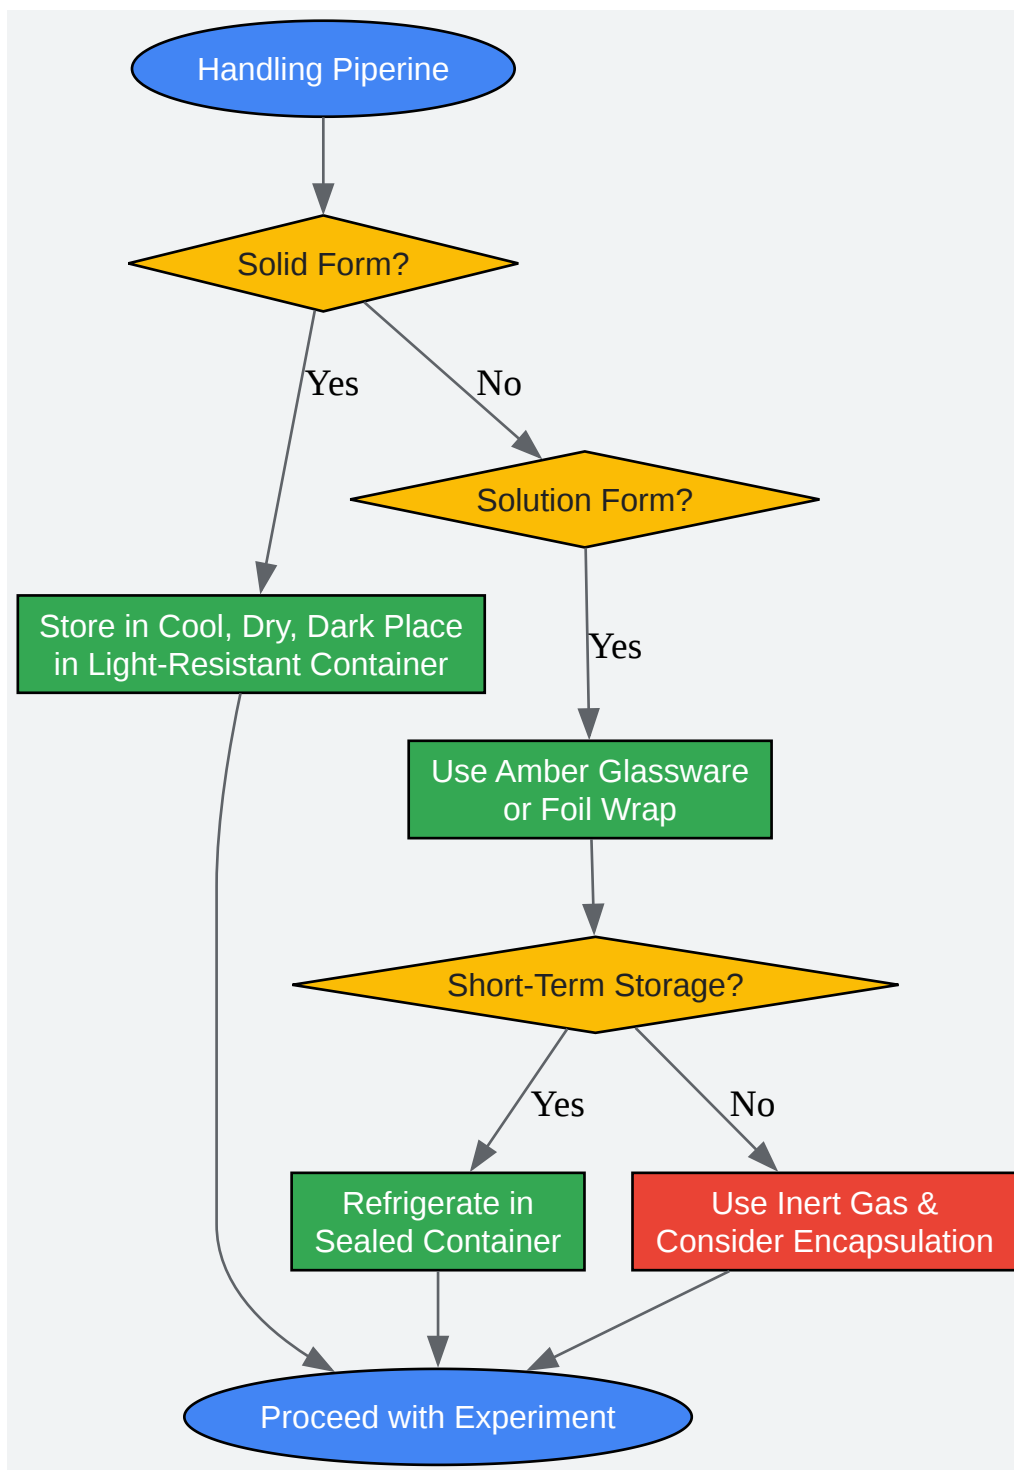 Handling Piperine
Solid Form?
Yes
No
Solution Form?
Store in Cool, Dry, Dark Place
in Light-Resistant Container
Yes
Use Amber Glassware
or Foil Wrap
Short-Term Storage?
Yes
No
Refrigerate in
Sealed Container
Use Inert Gas &
Consider Encapsulation
Proceed with Experiment